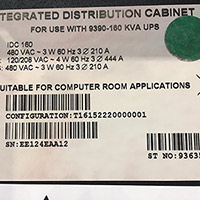 TEGRATED DISTRIBUTION CABINET
FOR USE WITH 9390-160 KVA UPS
IDC 160
480 VAC ~ 3 W 60 Hz 3 Ø 210 A
120/208 VAC ~ 4 W 60 Hz 3 Ø 444 A
480 VAC ~ 3 W 60 Hz 3 Ø 210 A
UITABLE FOR COMPUTER ROOM APPLICATIONS
CONFIGURATION:T16152220000001
SN:EE124EAA12
ST NO:9363